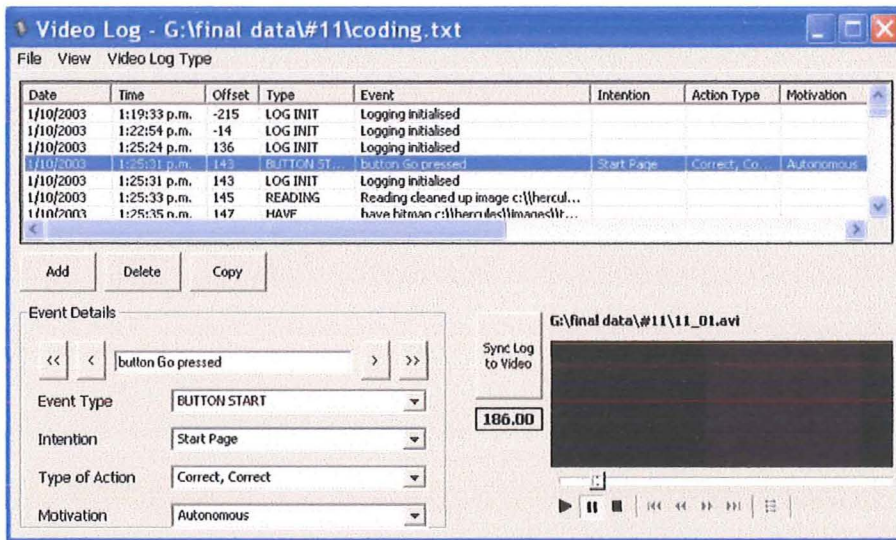 Video Log - G:\final data\#11\coding.txt
File View Video Log Type
Date Time Offset Type Event Intention Action Type Motivation
1/10/2003 1:19:33 p.m. -215 LOG INIT Logging initialised
1/10/2003 1:22:54 p.m. -14 LOG INIT Logging initialised
1/10/2003 1:25:24 p.m. 136 LOG INIT Logging initialised
1/10/2003 1:25:31 p.m. 143 BUTTON ST... button Go pressed Start Page Correct, Co... Autonomous
1/10/2003 1:25:31 p.m. 143 LOG INIT Logging initialised
1/10/2003 1:25:33 p.m. 145 READING Reading cleaned up image c:\\hercul...
1/10/2003 1:25:35 p.m. 147 HAVE have bitmap c:\\hercules\\images\\t...
Add Delete Copy
Event Details
<< < button Go pressed > >>
Event Type BUTTON START
Intention Start Page
Type of Action Correct, Correct
Motivation Autonomous
Sync Log
to Video
186.00
G:\final data\#11\11_01.avi